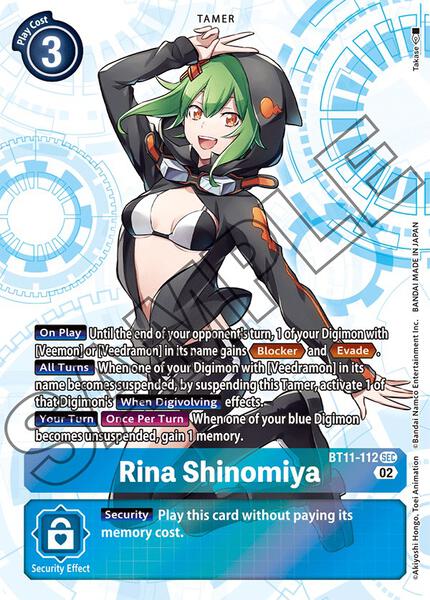 TAMER
Play Cost
3
Takase
On Play Until the end of your opponent's turn, 1 of your Digimon with
[Veemon] or [Veedramon] in its name gains Blocker and Evade.
All Turns When one of your Digimon with [Veedramon] in its
name becomes suspended, by suspending this Tamer, activate 1 of
that Digimon's When Digivolving effects.
Your Turn Once Per Turn When one of your blue Digimon
becomes unsuspended, gain 1 memory.
BT11-112 SEC
Rina Shinomiya
02
Security Play this card without paying its
memory cost.
Security Effect
SAMPLE
©Akiyoshi Hongo, Toei Animation ©Bandai Namco Entertainment Inc. BANDAI MADE IN JAPAN